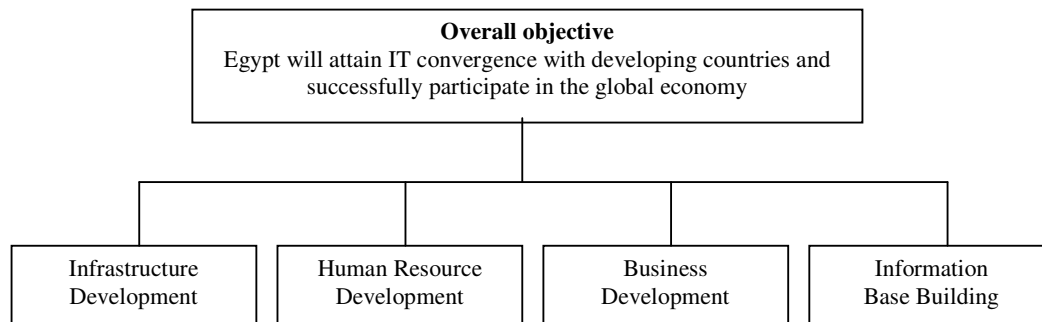 Overall objective
Egypt will attain IT convergence with developing countries and
successfully participate in the global economy
Infrastructure
Development
Human Resource
Development
Business
Development
Information
Base Building